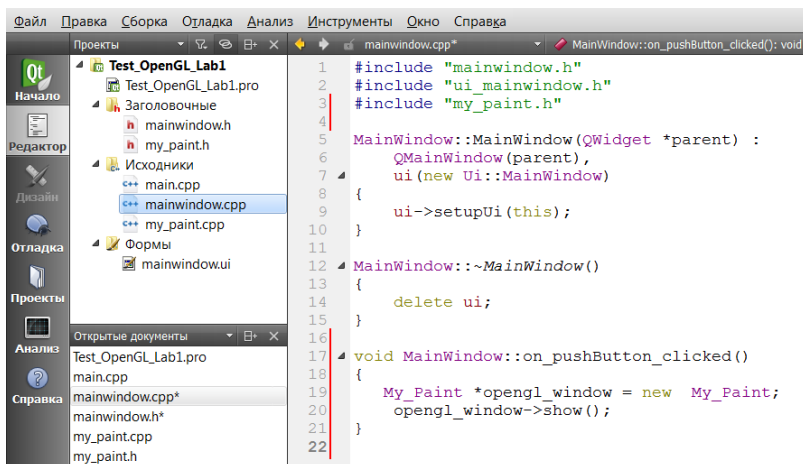 Файл Правка Сборка Отладка Анализ Инструменты Окно Справка
Проекты
mainwindow.cpp* MainWindow::on_pushButton_clicked(): void
Qt
Начало
Редактор
Дизайн
Отладка
Проекты
Анализ
Справка
Test_OpenGL_Lab1
Test_OpenGL_Lab1.pro
Заголовочные
h mainwindow.h
h my_paint.h
Исходники
c++ main.cpp
c++ mainwindow.cpp
c++ my_paint.cpp
Формы
mainwindow.ui
Открытые документы
Test_OpenGL_Lab1.pro
main.cpp
mainwindow.cpp*
mainwindow.h*
my_paint.cpp
my_paint.h
1 #include "mainwindow.h"
2 #include "ui_mainwindow.h"
3 #include "my_paint.h"
4
5 MainWindow::MainWindow(QWidget *parent) :
6     QMainWindow(parent),
7     ui(new Ui::MainWindow)
8 {
9     ui->setupUi(this);
10 }
11
12 MainWindow::~MainWindow()
13 {
14     delete ui;
15 }
16
17 void MainWindow::on_pushButton_clicked()
18 {
19    My_Paint *opengl_window = new  My_Paint;
20     opengl_window->show();
21 }
22